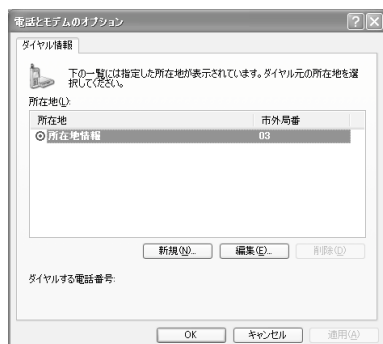 電話とモデムのオプション
ダイヤル情報
下の一覧には指定した所在地が表示されています。ダイヤル元の所在地を選
択してください。
所在地(L):
所在地 市外局番
所在地情報 03
新規(N)... 編集(E)... 削除(D)
ダイヤルする電話番号:
OK キャンセル 適用(A)